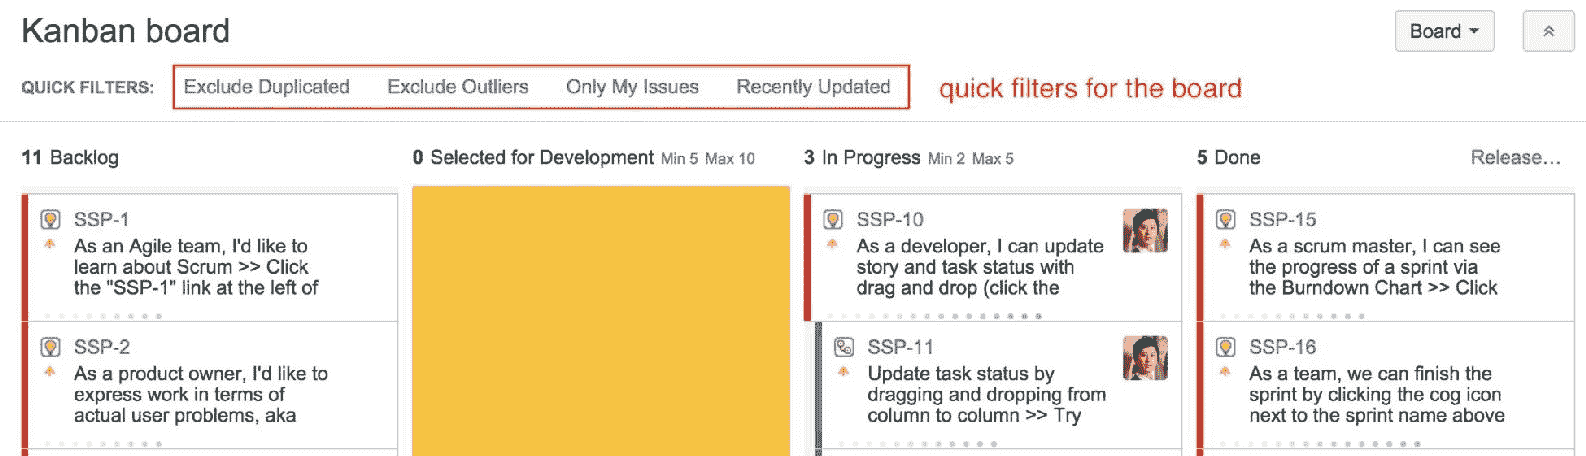 Kanban board
Board
QUICK FILTERS: Exclude Duplicated Exclude Outliers Only My Issues Recently Updated quick filters for the board
11 Backlog
0 Selected for Development Min 5 Max 10
3 In Progress Min 2 Max 5
5 Done
Release...
SSP-1
As an Agile team, I'd like to
learn about Scrum >> Click
the "SSP-1" link at the left of
SSP-2
As a product owner, I'd like to
express work in terms of
actual user problems, aka
SSP-10
As a developer, I can update
story and task status with
drag and drop (click the
SSP-11
Update task status by
dragging and dropping from
column to column >> Try
SSP-15
As a scrum master, I can see
the progress of a sprint via
the Burndown Chart >> Click
SSP-16
As a team, we can finish the
sprint by clicking the cog icon
next to the sprint name above